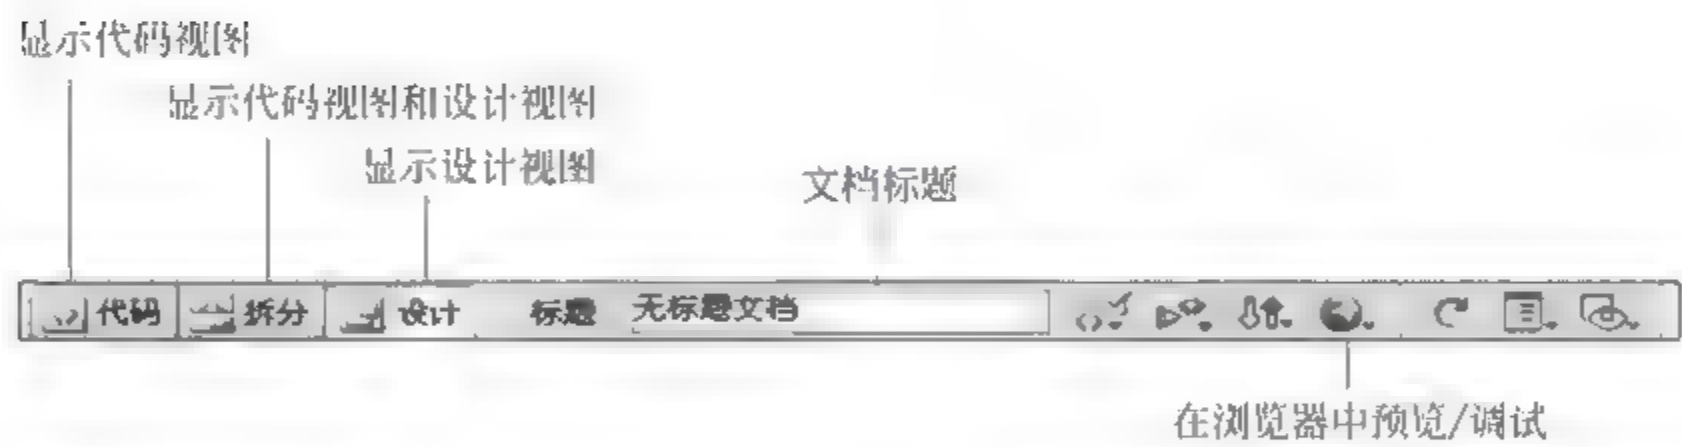 显示代码视图
显示代码视图和设计视图
显示设计视图
文档标题
代码 拆分 设计 标题 无标题文档
在浏览器中预览/调试